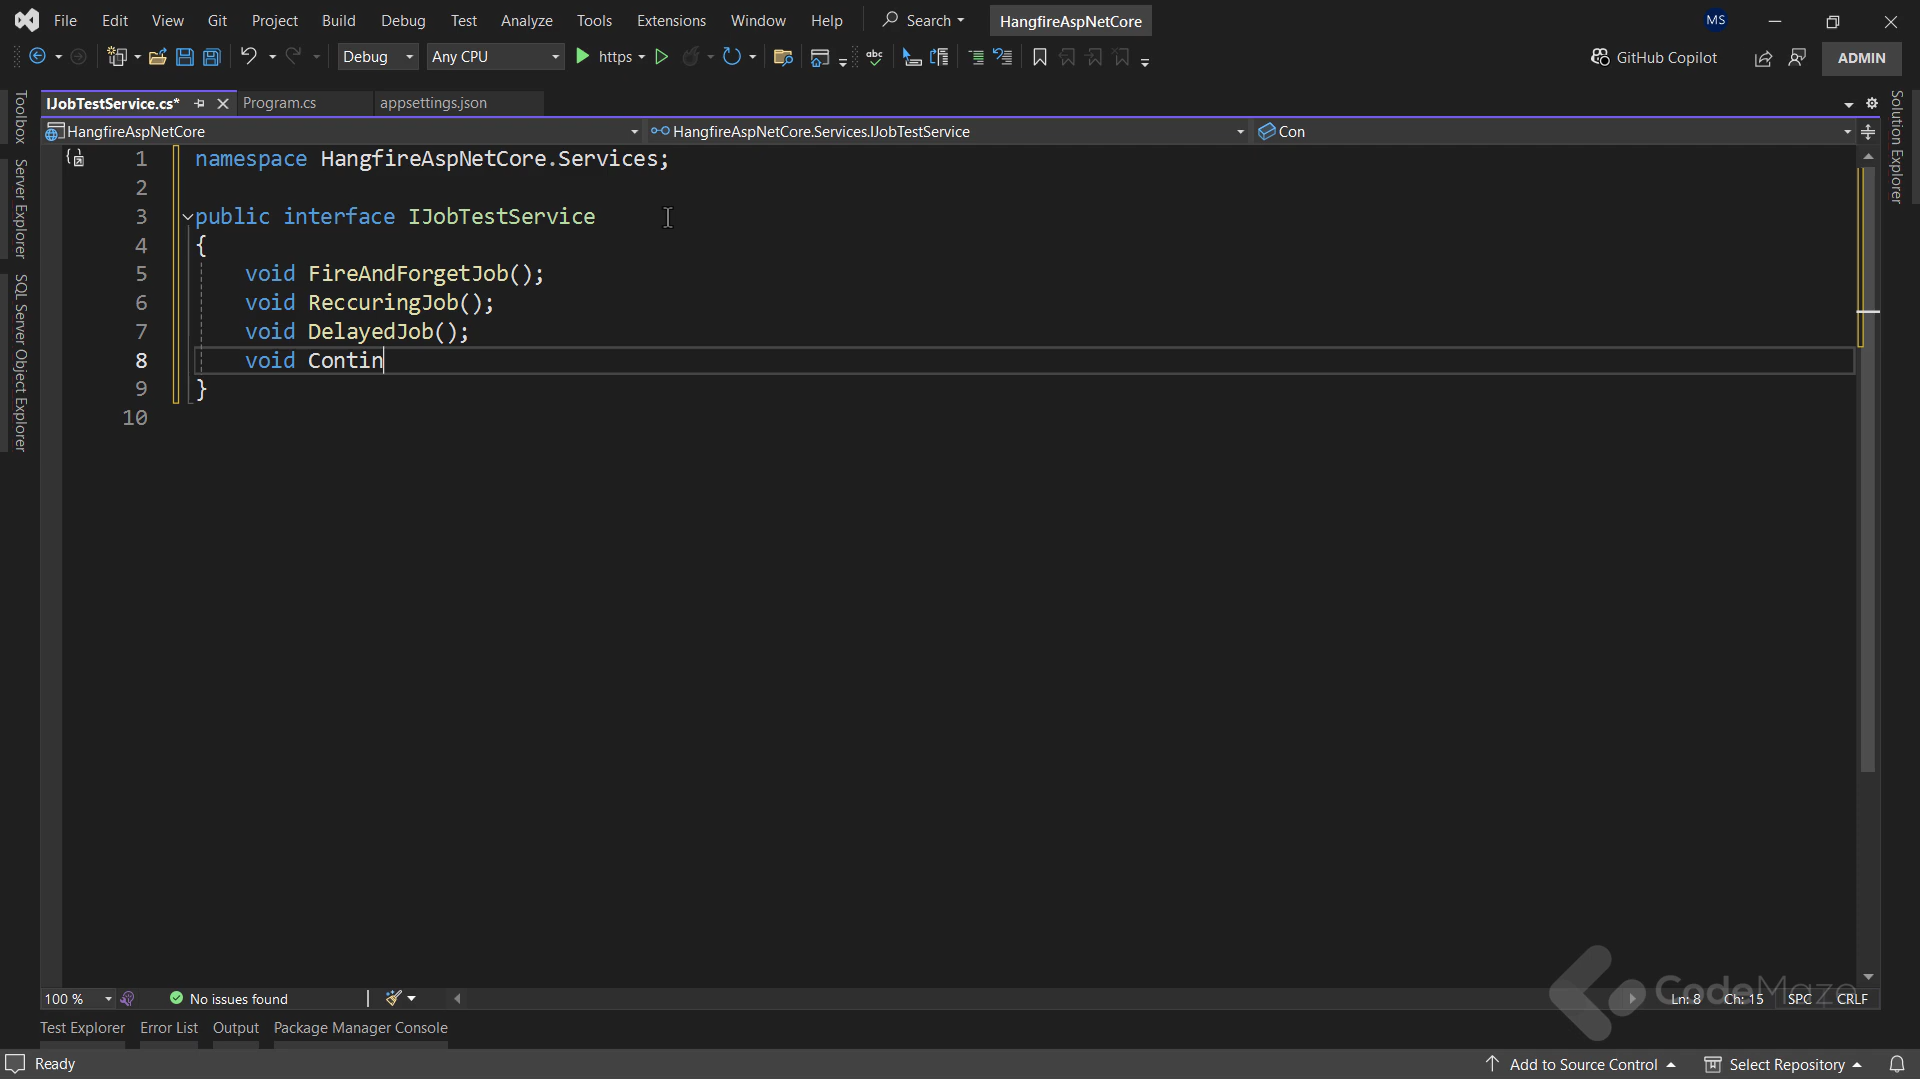 File Edit View Git Project Build Debug Test Analyze Tools Extensions Window Help Search HangfireAspNetCore MS
Debug Any CPU https abc GitHub Copilot ADMIN
IJobTestService.cs* Program.cs appsettings.json
HangfireAspNetCore HangfireAspNetCore.Services.IJobTestService Con
Toolbox
Server Explorer
SQL Server Object Explorer
Solution Explorer
1 namespace HangfireAspNetCore.Services;
2
3 public interface IJobTestService
4 {
5 void FireAndForgetJob();
6 void ReccuringJob();
7 void DelayedJob();
8 void Contin
9 }
10
100 % No issues found Ln: 8 Ch: 15 SPC CRLF
CodeMaze
Test Explorer Error List Output Package Manager Console
Ready Add to Source Control Select Repository